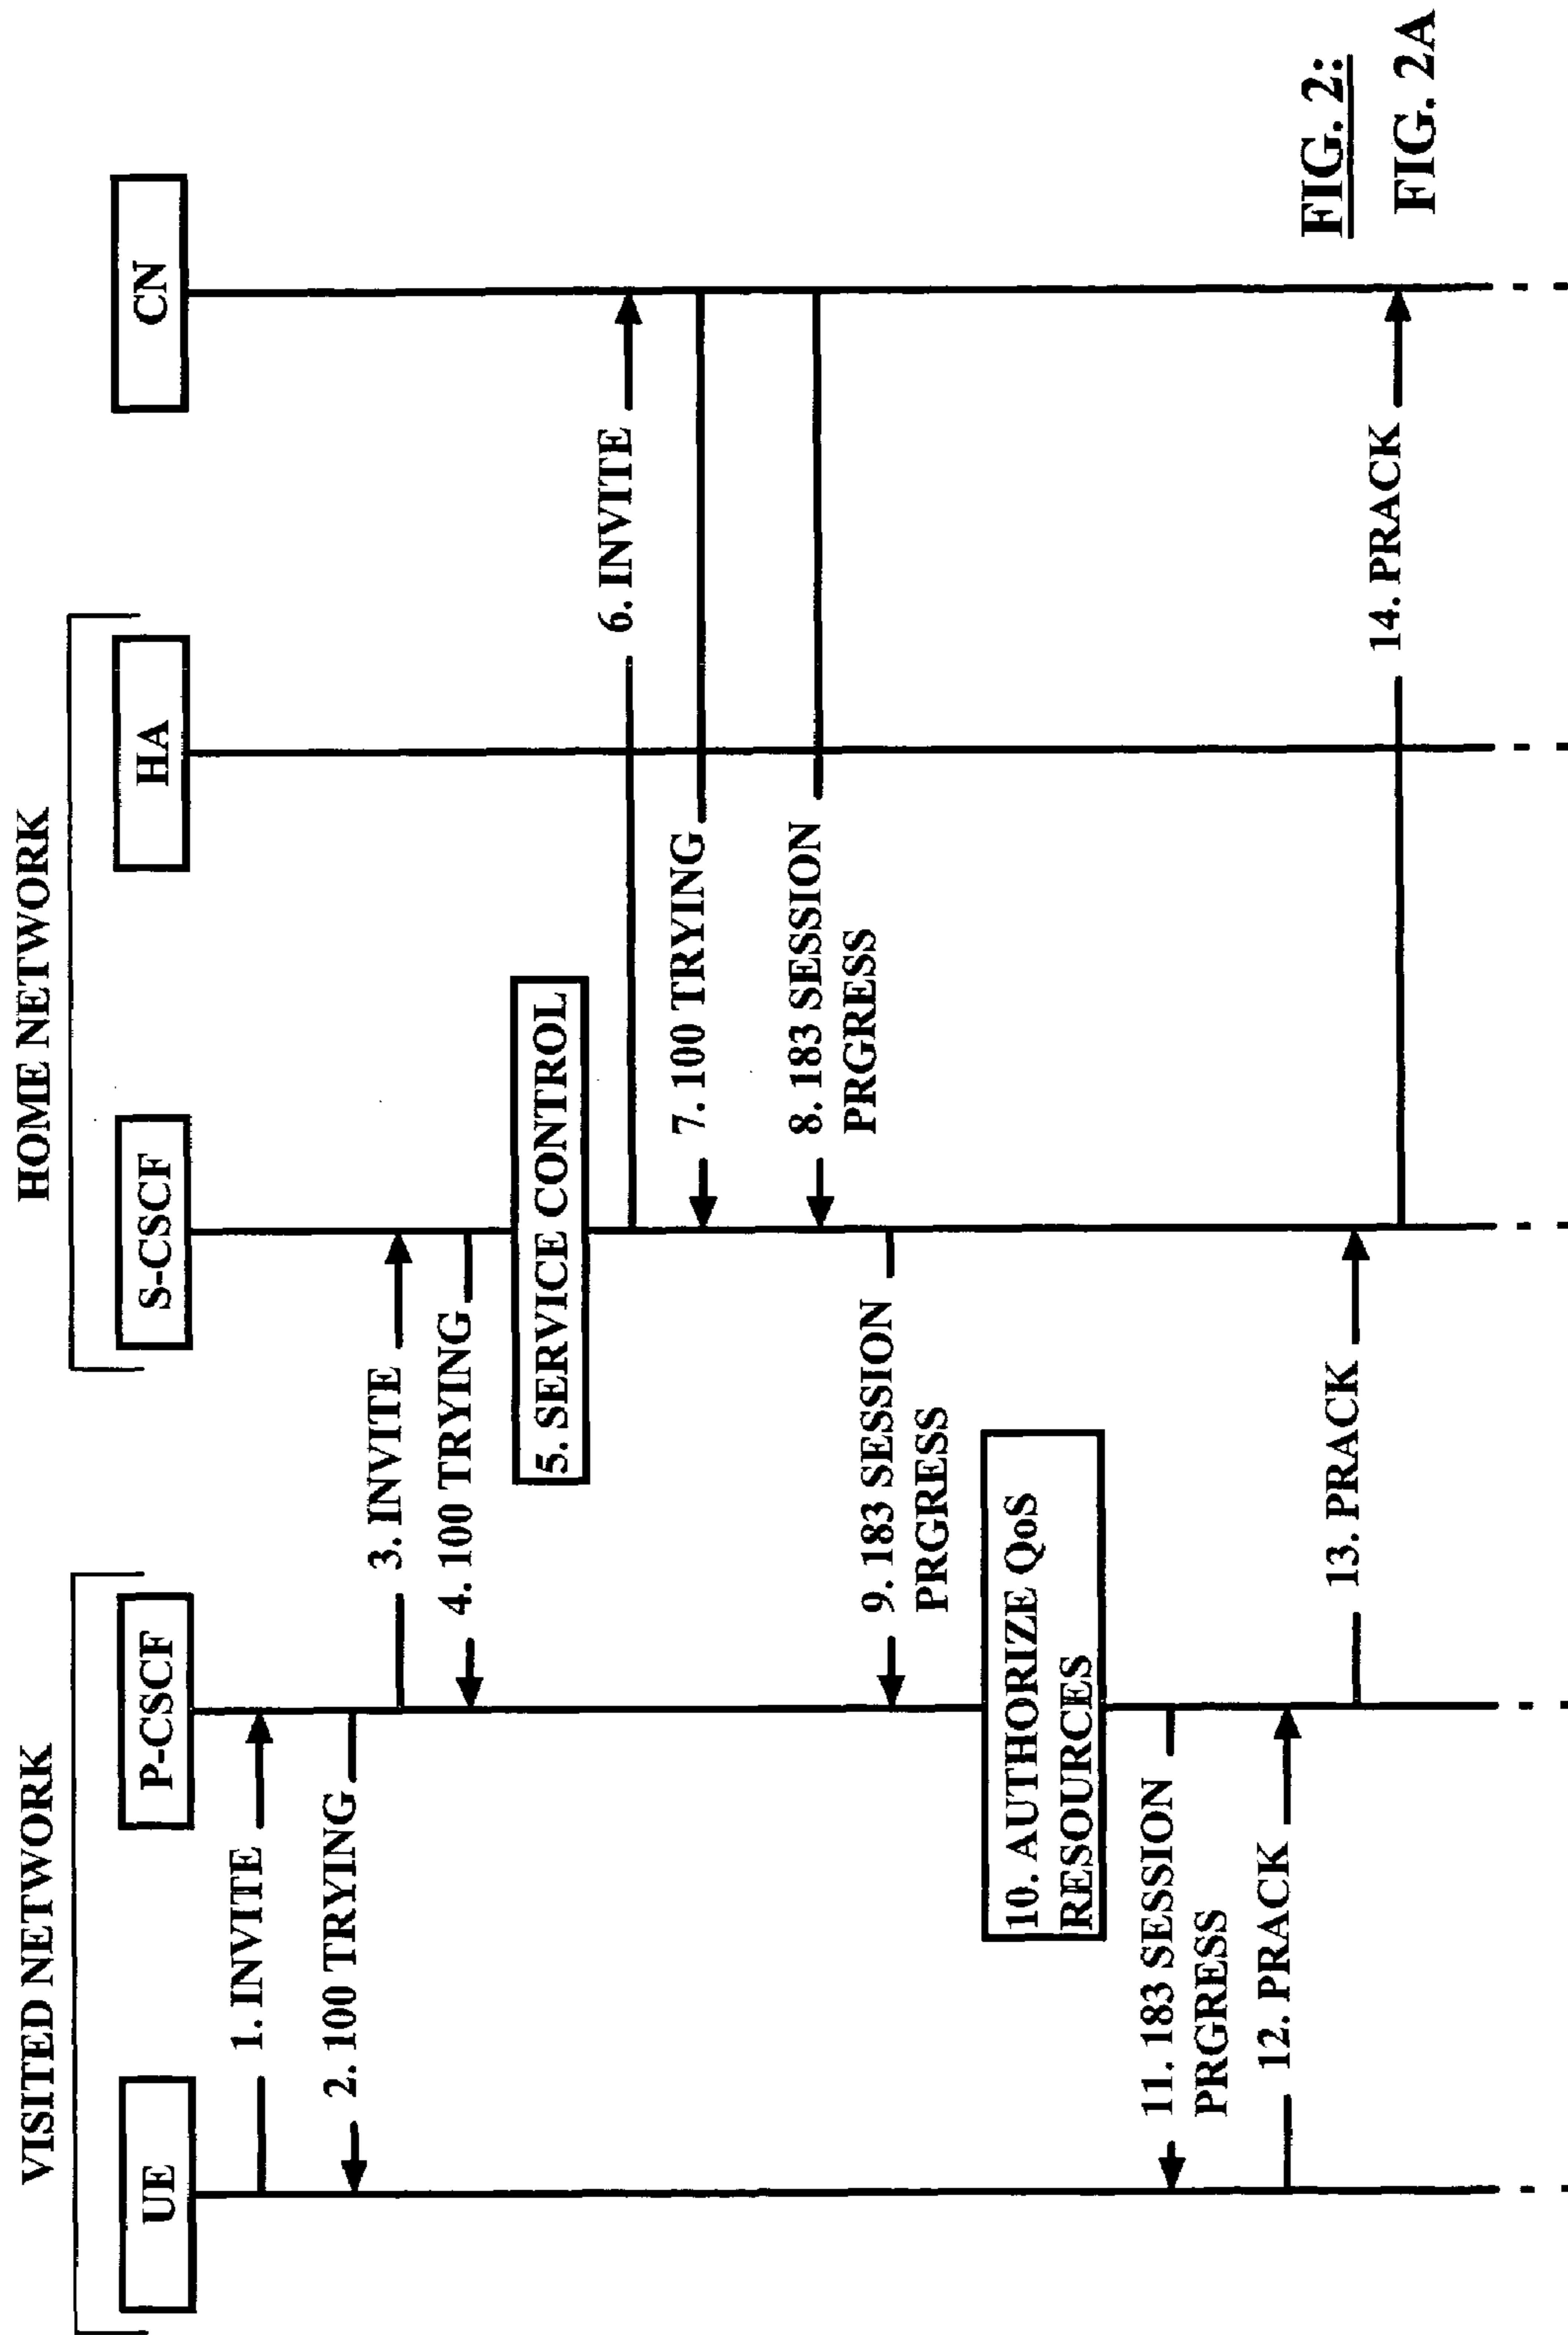 VISITED NETWORK
HOME NETWORK
UE
P-CSCF
S-CSCF
HA
CN
1. INVITE
2. 100 TRYING
3. INVITE
4. 100 TRYING
5. SERVICE CONTROL
6. INVITE
7. 100 TRYING
8. 183 SESSION
PRGRESS
9. 183 SESSION
PRGRESS
10. AUTHORIZE QoS
RESOURCES
11. 183 SESSION
PRGRESS
12. PRACK
13. PRACK
14. PRACK
FIG. 2:
FIG. 2A